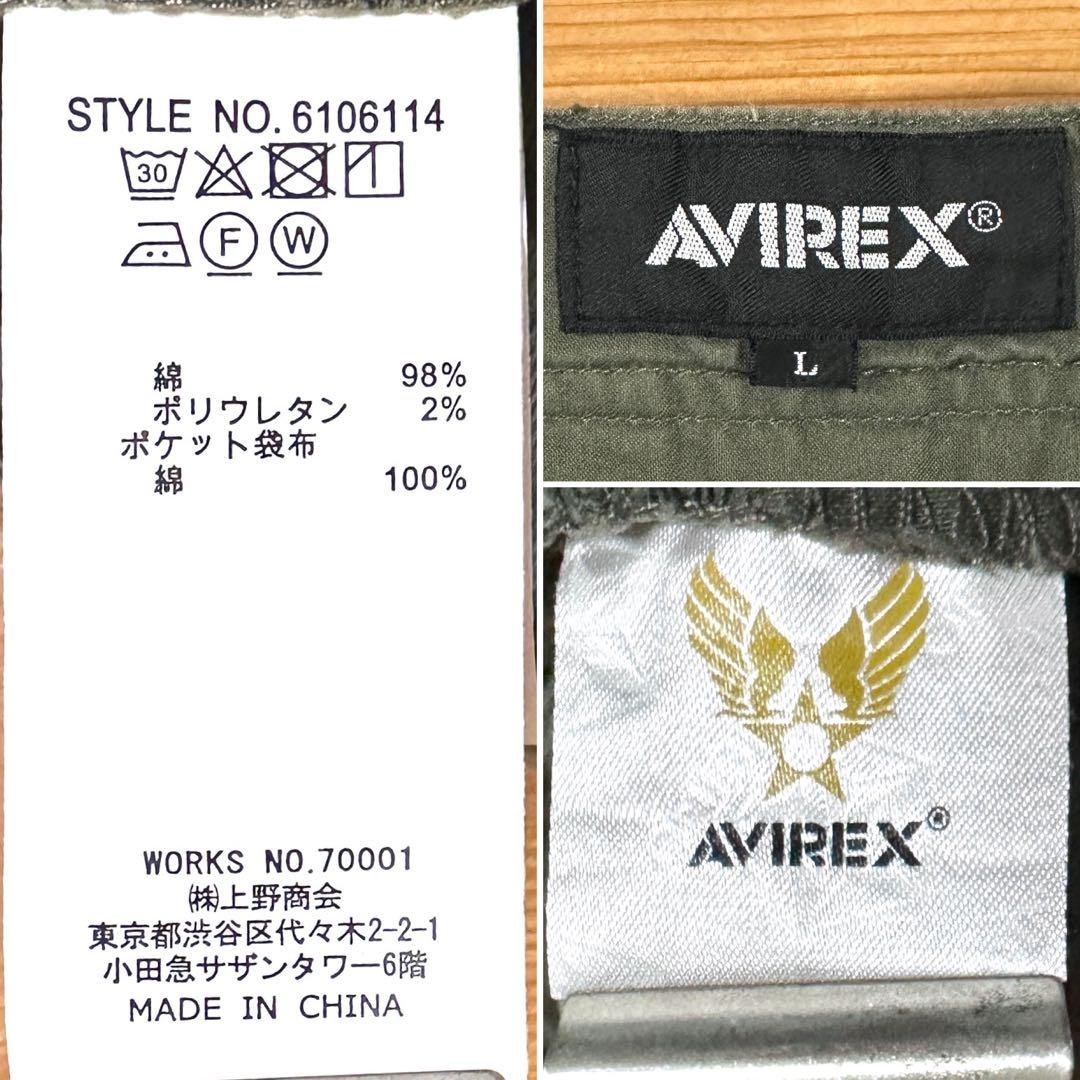 STYLE NO. 6106114
30
F W
綿 98%
ポリウレタン 2%
ポケット袋布
綿 100%
WORKS NO.70001
㈱上野商会
東京都渋谷区代々木2-2-1
小田急サザンタワー6階
MADE IN CHINA
AVIREX®
L
AVIREX®